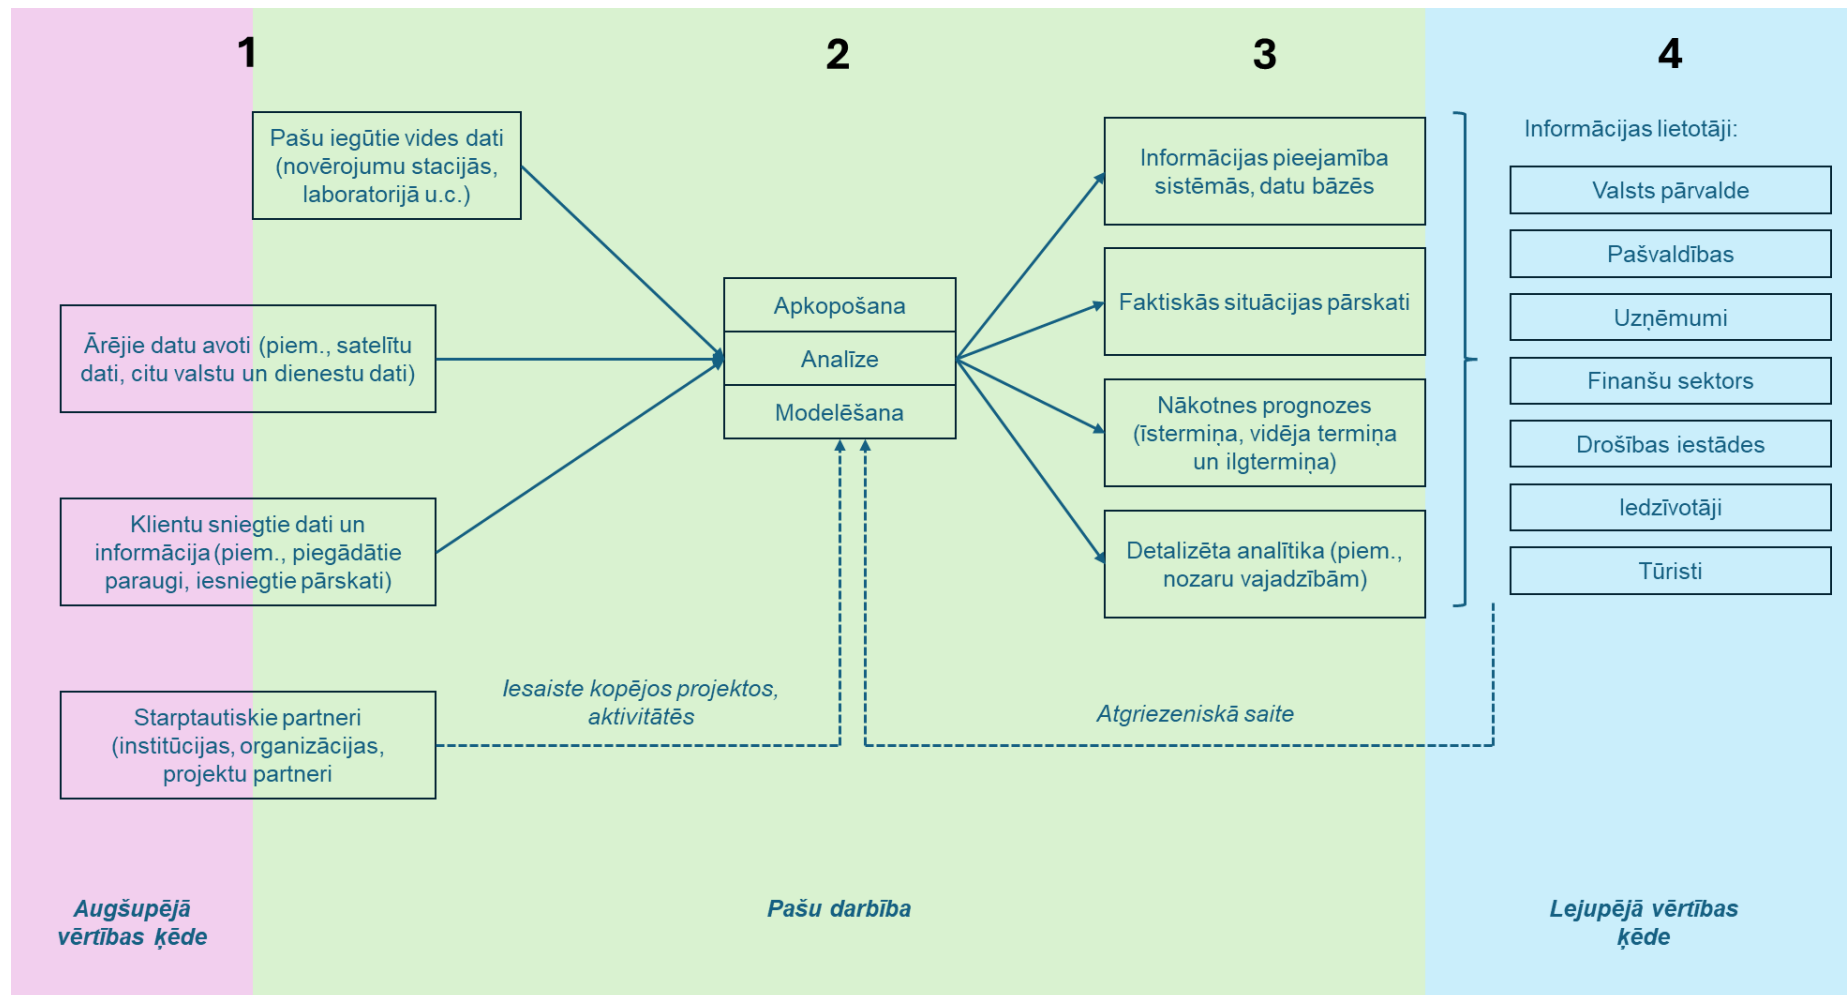 1
2
3
4
Pašu iegūtie vides dati
(novērojumu stacijās,
laboratorijā u.c.)
Ārējie datu avoti (piem., satelītu
dati, citu valstu un dienestu dati)
Klientu sniegtie dati un
informācija (piem., piegādātie
paraugi, iesniegtie pārskati)
Starptautiskie partneri
(institūcijas, organizācijas,
projektu partneri
Iesaiste kopējos projektos,
aktivitātēs
Apkopošana
Analīze
Modelēšana
Informācijas pieejamība
sistēmās, datu bāzēs
Faktiskās situācijas pārskati
Nākotnes prognozes
(īstermiņa, vidēja termiņa
un ilgtermiņa)
Detalizēta analītika (piem.,
nozaru vajadzībām)
Atgriezeniskā saite
Informācijas lietotāji:
Valsts pārvalde
Pašvaldības
Uzņēmumi
Finanšu sektors
Drošības iestādes
Iedzīvotāji
Tūristi
Augšupējā
vērtības ķēde
Pašu darbība
Lejupējā vērtības
ķēde